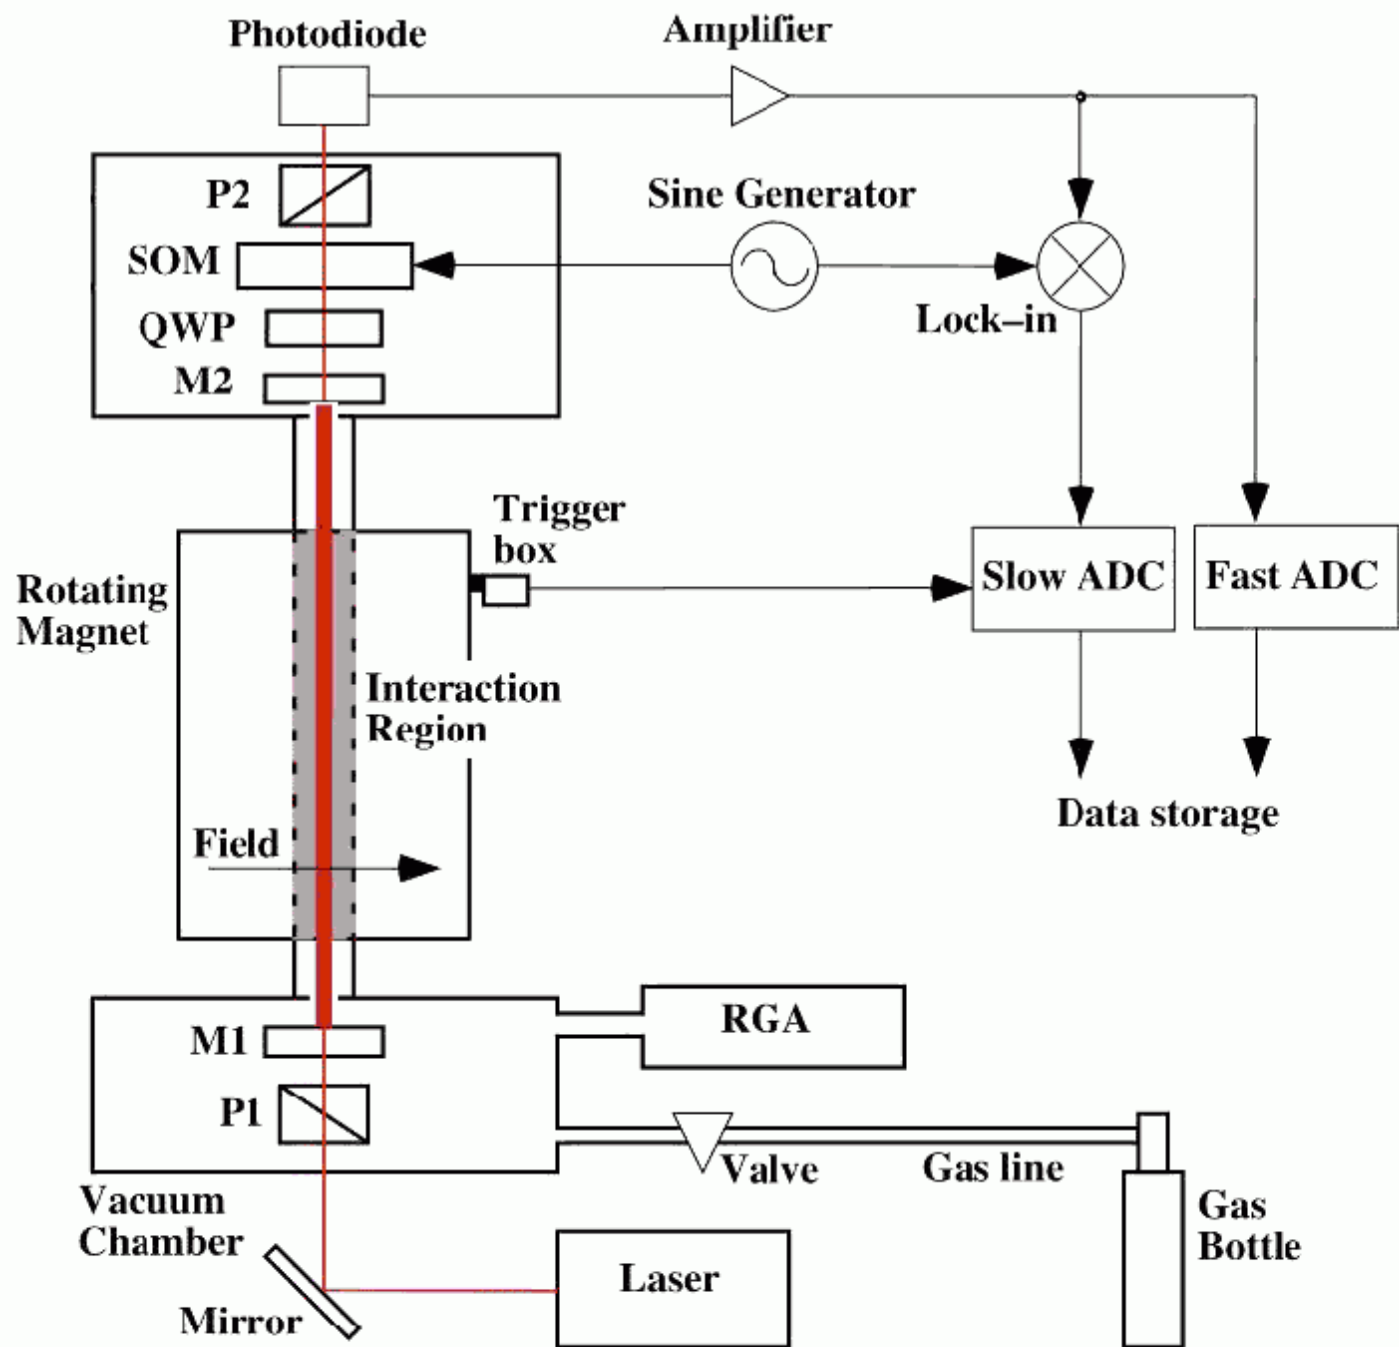 Photodiode
Amplifier
P2
Sine Generator
SOM
QWP
Lock-in
M2
Trigger
box
Slow ADC
Fast ADC
Rotating
Magnet
Interaction
Region
Data storage
Field
RGA
M1
P1
Valve
Gas line
Vacuum
Chamber
Gas
Bottle
Laser
Mirror